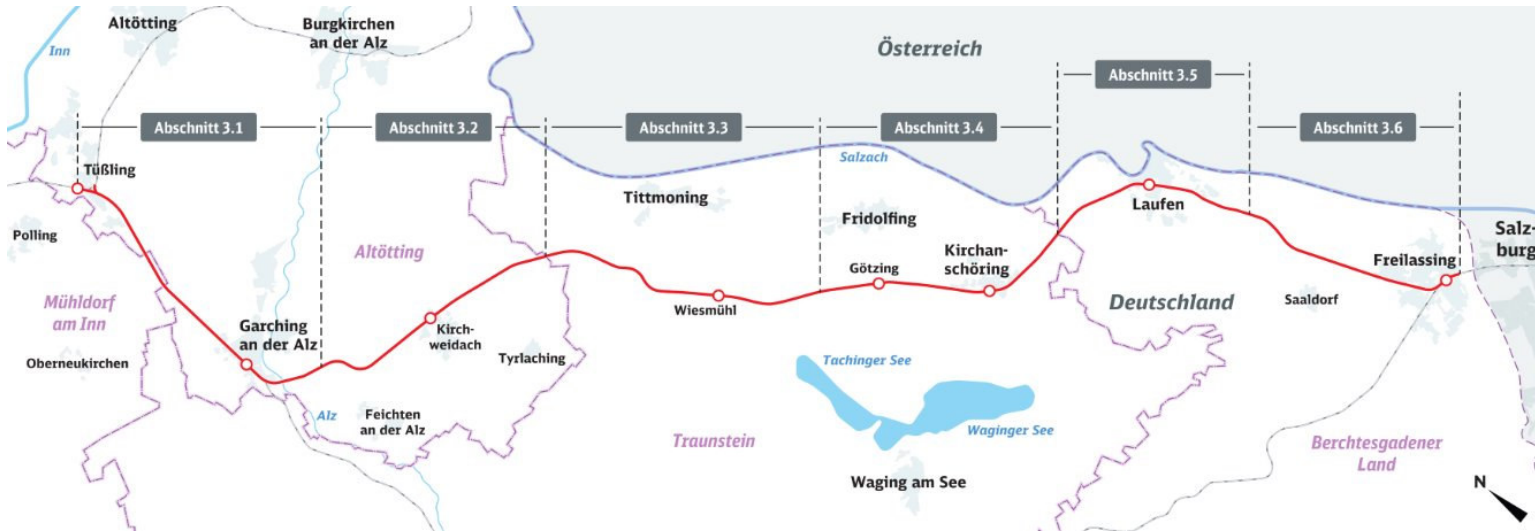 Altötting
Burgkirchen
an der Alz
Inn
Österreich
Abschnitt 3.5
Abschnitt 3.1
Abschnitt 3.2
Abschnitt 3.3
Abschnitt 3.4
Abschnitt 3.6
Salzach
Tüßling
Tittmoning
Laufen
Fridolfing
Polling
Altötting
Kirchan-
schöring
Salz-
burg
Götzing
Freilassing
Mühldorf
am Inn
Wiesmühl
Deutschland
Saaldorf
Garching
an der Alz
Kirch-
weidach
Tyrlaching
Oberneukirchen
Tachinger See
Alz
Feichten
an der Alz
Traunstein
Waginger See
Berchtesgadener
Land
Waging am See
N